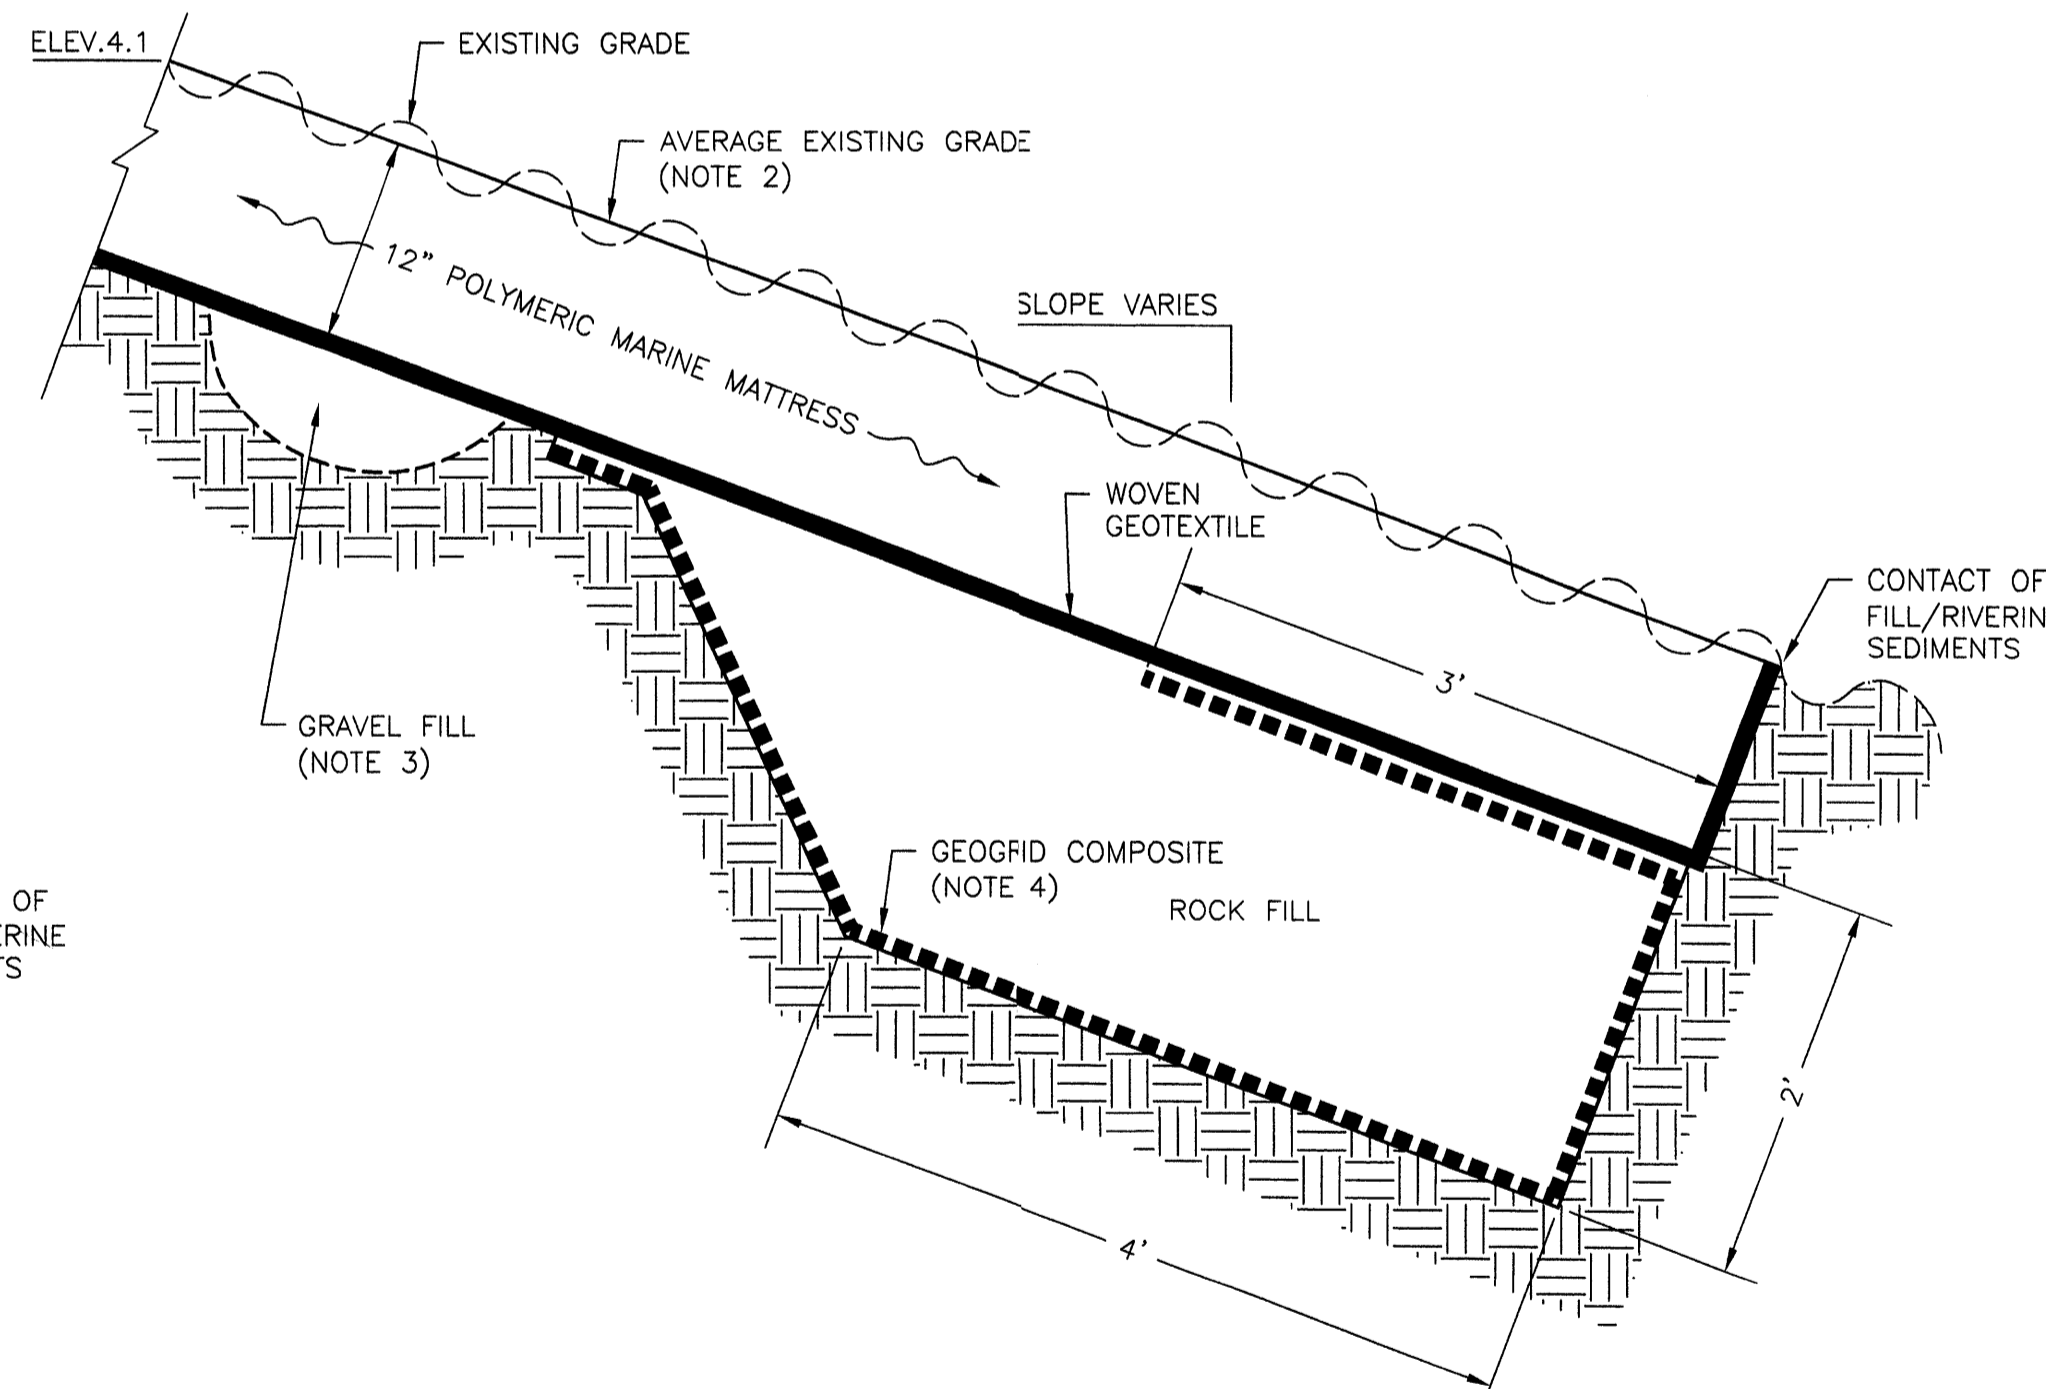 ELEV.4.1
EXISTING GRADE
AVERAGE EXISTING GRADE
(NOTE 2)
12" POLYMERIC MARINE MATTRESS
SLOPE VARIES
WOVEN
GEOTEXTILE
CONTACT OF
FILL/RIVERIN
SEDIMENTS
3'
GRAVEL FILL
(NOTE 3)
GEOGRID COMPOSITE
(NOTE 4)
ROCK FILL
OF
ERINE
TS
2'
4'